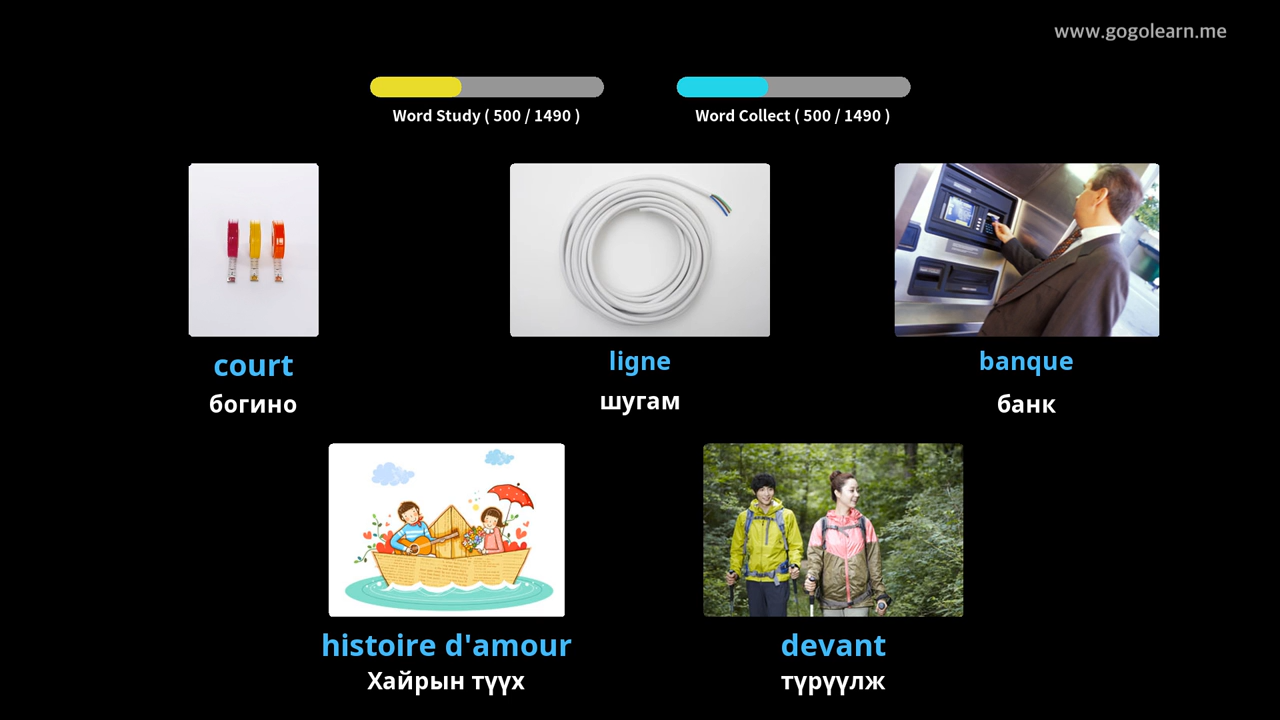 www.gogolearn.me
Word Study ( 500 / 1490 )
Word Collect ( 500 / 1490 )
court
богино
ligne
шугам
banque
банк
histoire d'amour
Хайрын түүх
devant
түрүүлж